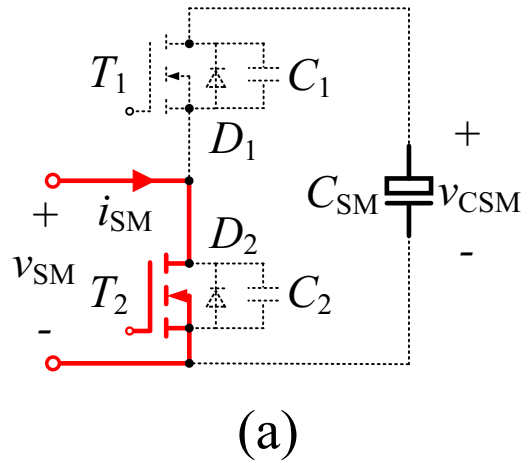 T1
C1
D1
+
iSM
+
CSM
vCSM
D2
-
vSM
T2
C2
-
(a)